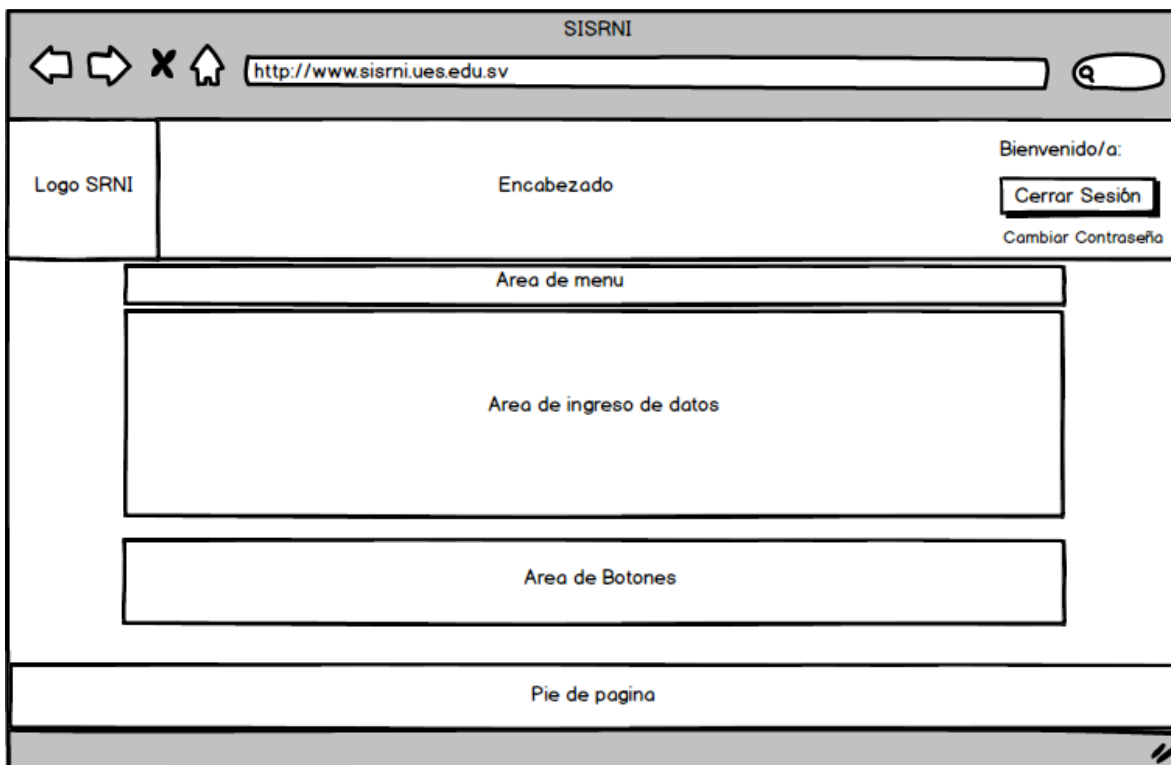 SISRNI
http://www.sisrni.ues.edu.sv
Logo SRNI
Encabezado
Bienvenido/a:
Cerrar Sesión
Cambiar Contraseña
Area de menu
Area de ingreso de datos
Area de Botones
Pie de pagina